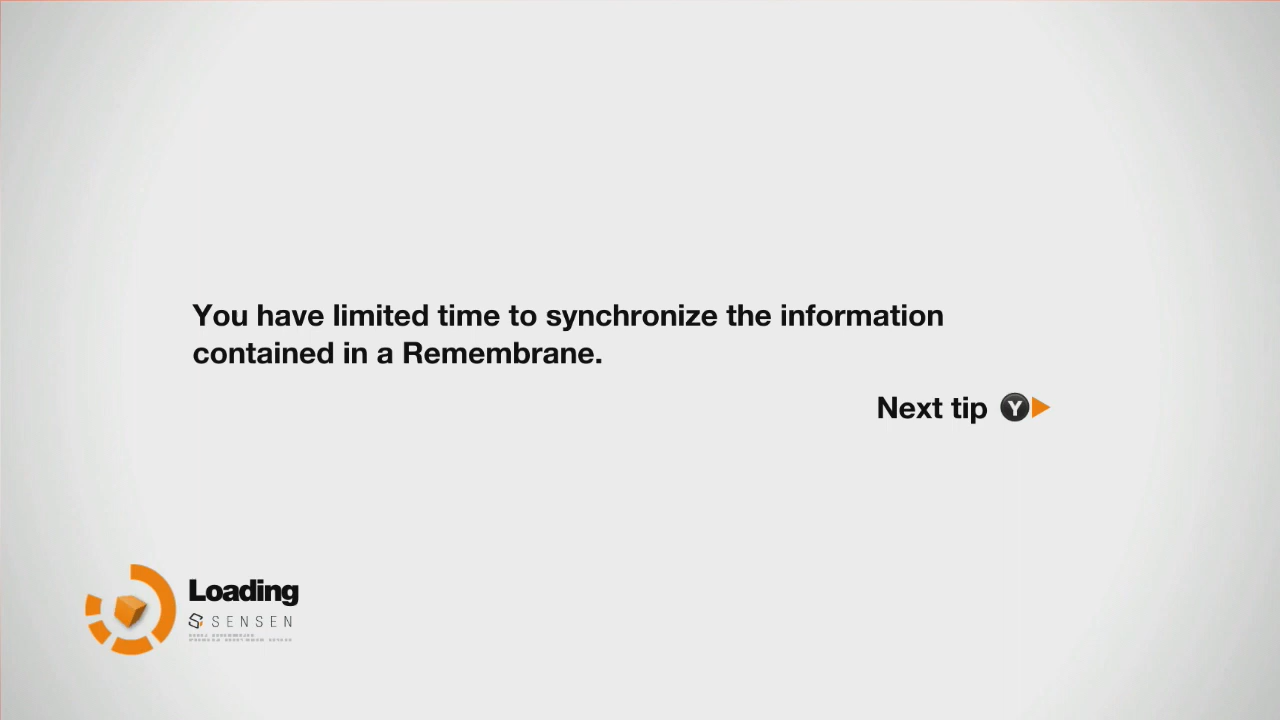 You have limited time to synchronize the information
contained in a Remembrane.
Next tip Y
Loading
SENSEN